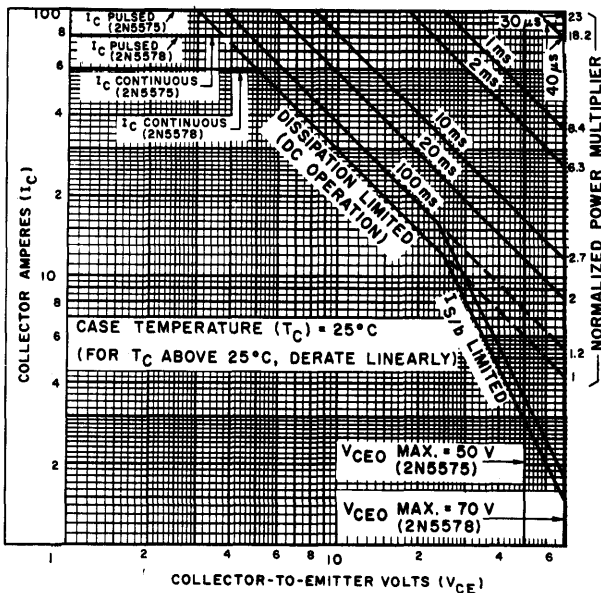 100
8
6
4
2
10
8
6
4
2
COLLECTOR AMPERES (IC)
IC PULSED
(2N5575)
IC PULSED
(2N5578)
IC CONTINUOUS
(2N5575)
IC CONTINUOUS
(2N5578)
30 μs
40 μs
1 ms
2 ms
10 ms
20 ms
100 ms
DISSIPATION LIMITED
(DC OPERATION)
IS/b LIMITED
CASE TEMPERATURE (TC) = 25°C
(FOR TC ABOVE 25°C, DERATE LINEARLY)
VCEO MAX. = 50 V
(2N5575)
VCEO MAX. = 70 V
(2N5578)
23
18.2
8.4
6.3
2.7
2
1.2
1
NORMALIZED POWER MULTIPLIER
1 2 4 6 8 10 2 4 6
COLLECTOR-TO-EMITTER VOLTS (VCE)